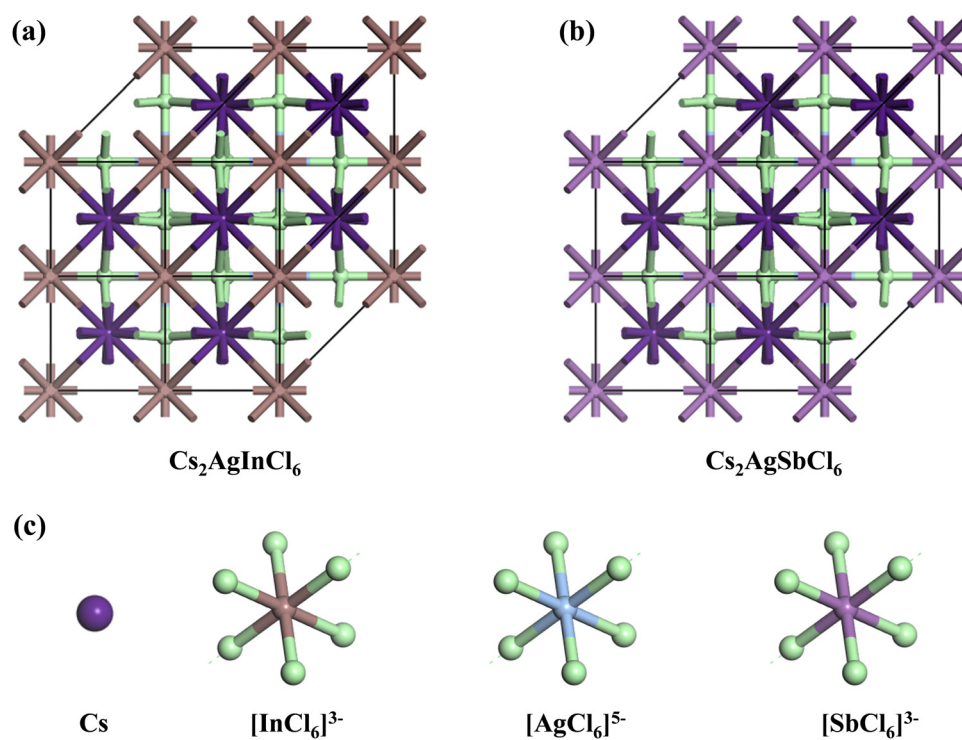 (a) (b)
Cs₂AgInCl₆ Cs₂AgSbCl₆
(c)
Cs [InCl₆]³⁻ [AgCl₆]⁵⁻ [SbCl₆]³⁻